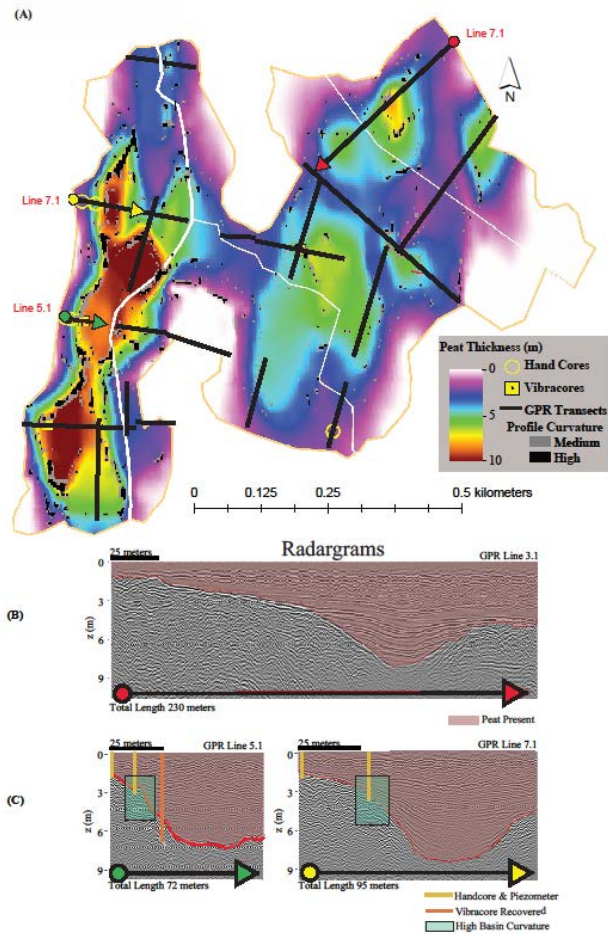 (A)
Line 7.1
N
Line 7.1
Line 5.1
Peat Thickness (m)
0
5
10
Hand Cores
Vibracores
GPR Transects
Profile Curvature
Medium
High
0 0.125 0.25 0.5 kilometers
Radargrams
25 meters
GPR Line 3.1
(B)
z (m)
0
3
6
9
Total Length 230 meters
Peat Present
25 meters
GPR Line 5.1
25 meters
GPR Line 7.1
(C)
z (m)
0
3
6
9
Total Length 72 meters
z (m)
0
3
6
9
Total Length 95 meters
Handcore & Piezometer
Vibracore Recovered
High Basin Curvature